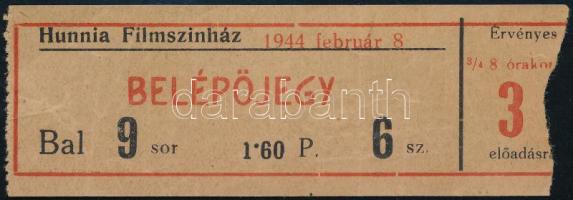 Hunnia Filmszinház 1944 február 8
BELÉPŐJEGY
Bal 9 sor 1·60 P. 6 sz.
Érvényes
3/4 8 órakor
3
előadásra
darabanth